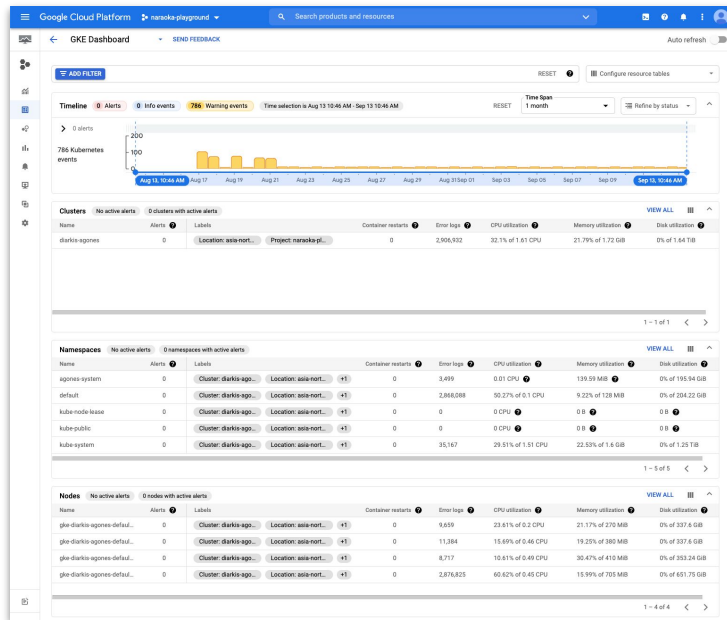 Google Cloud Platform naraoka-playground Search products and resources
GKE Dashboard SEND FEEDBACK Auto refresh
ADD FILTER RESET Configure resource tables
Timeline 0 Alerts 0 Info events 786 Warning events Time selection is Aug 13 10:46 AM - Sep 13 10:46 AM RESET Time Span 1 month Refine by status
0 alerts
786 Kubernetes events
200
100
0
Aug 13, 10:46 AM Aug 17 Aug 19 Aug 21 Aug 23 Aug 25 Aug 27 Aug 29 Aug 31 Sep 01 Sep 03 Sep 05 Sep 07 Sep 09 Sep 13, 10:46 AM
Clusters No active alerts 0 clusters with active alerts VIEW ALL
Name Alerts Labels Container restarts Error logs CPU utilization Memory utilization Disk utilization
diarkis-agones 0 Location: asia-nort... Project: naraoka-pl... 0 2,906,932 32.1% of 1.61 CPU 21.79% of 1.72 GiB 0% of 1.64 TiB
1 – 1 of 1
Namespaces No active alerts 0 namespaces with active alerts VIEW ALL
Name Alerts Labels Container restarts Error logs CPU utilization Memory utilization Disk utilization
agones-system 0 Cluster: diarkis-ago... Location: asia-nort... +1 0 3,499 0.01 CPU 139.59 MiB 0% of 195.94 GiB
default 0 Cluster: diarkis-ago... Location: asia-nort... +1 0 2,868,088 50.27% of 0.1 CPU 9.22% of 128 MiB 0% of 204.22 GiB
kube-node-lease 0 Cluster: diarkis-ago... Location: asia-nort... +1 0 0 0 CPU 0 B 0 B
kube-public 0 Cluster: diarkis-ago... Location: asia-nort... +1 0 0 0 CPU 0 B 0 B
kube-system 0 Cluster: diarkis-ago... Location: asia-nort... +1 0 35,167 29.51% of 1.51 CPU 22.53% of 1.6 GiB 0% of 1.25 TiB
1 – 5 of 5
Nodes No active alerts 0 nodes with active alerts VIEW ALL
Name Alerts Labels Container restarts Error logs CPU utilization Memory utilization Disk utilization
gke-diarkis-agones-defaul... 0 Cluster: diarkis-ago... Location: asia-nort... +1 0 9,659 23.61% of 0.2 CPU 21.17% of 270 MiB 0% of 337.6 GiB
gke-diarkis-agones-defaul... 0 Cluster: diarkis-ago... Location: asia-nort... +1 0 11,384 15.69% of 0.46 CPU 19.25% of 380 MiB 0% of 337.6 GiB
gke-diarkis-agones-defaul... 0 Cluster: diarkis-ago... Location: asia-nort... +1 0 8,717 10.61% of 0.49 CPU 30.47% of 410 MiB 0% of 353.24 GiB
gke-diarkis-agones-defaul... 0 Cluster: diarkis-ago... Location: asia-nort... +1 0 2,876,825 60.62% of 0.45 CPU 15.99% of 705 MiB 0% of 651.75 GiB
1 – 4 of 4